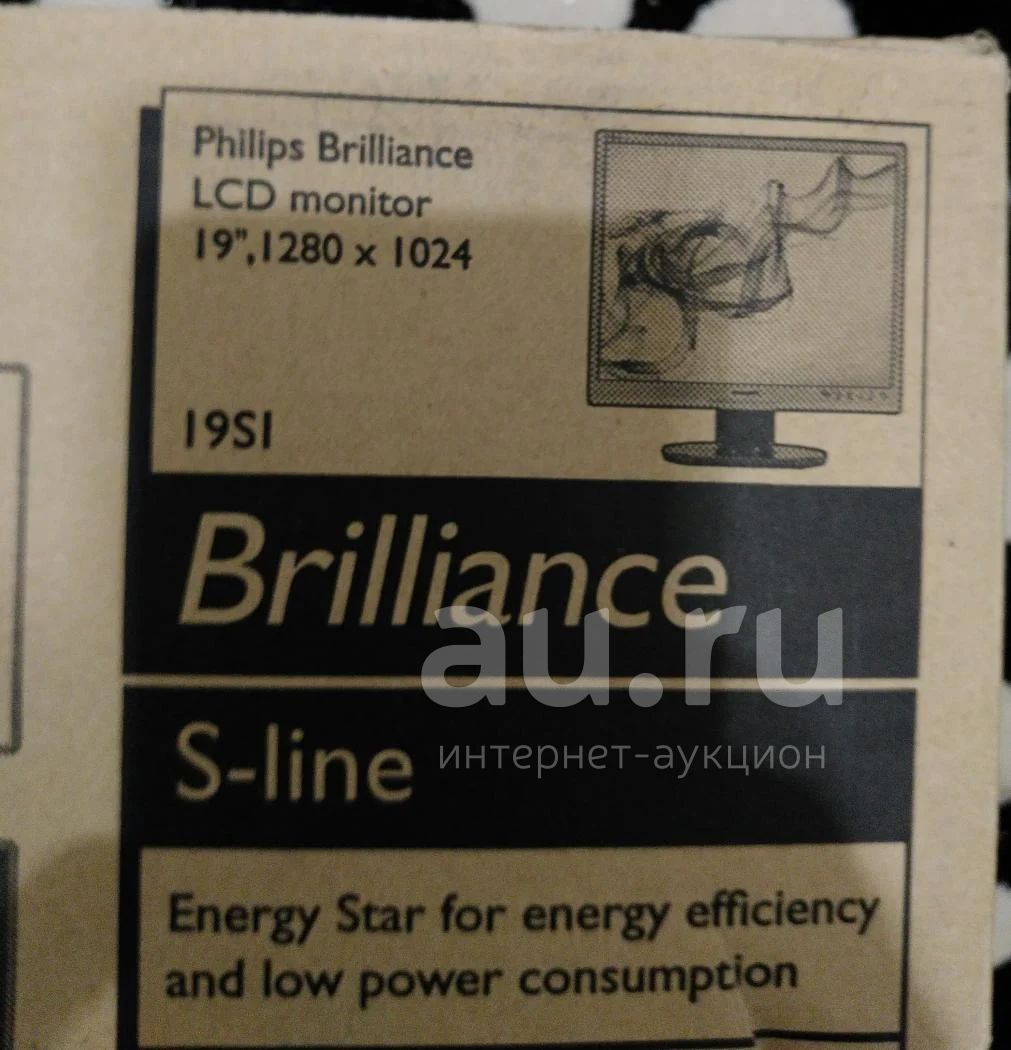 Philips Brilliance
LCD monitor
19",1280 x 1024
19S1
Brilliance
au.ru
S-line
интернет-аукцион
Energy Star for energy efficiency
and low power consumption